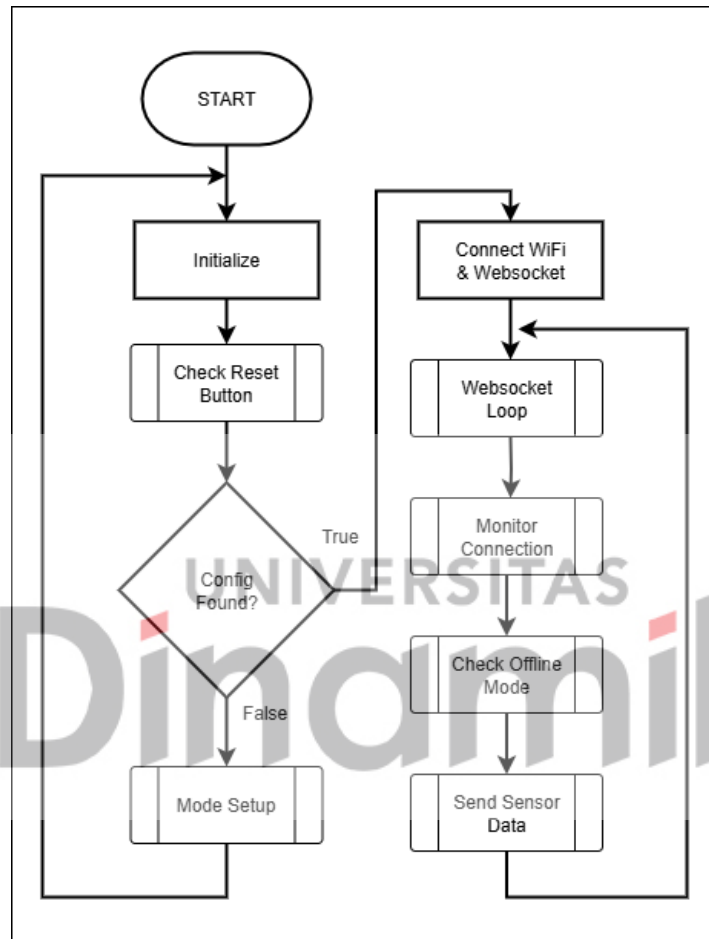 START
Initialize
Check Reset
Button
Config
Found?
True
False
Mode Setup
Connect WiFi
& Websocket
Websocket
Loop
Monitor
Connection
Check Offline
Mode
Send Sensor
Data
UNIVERSITAS
Dinamik